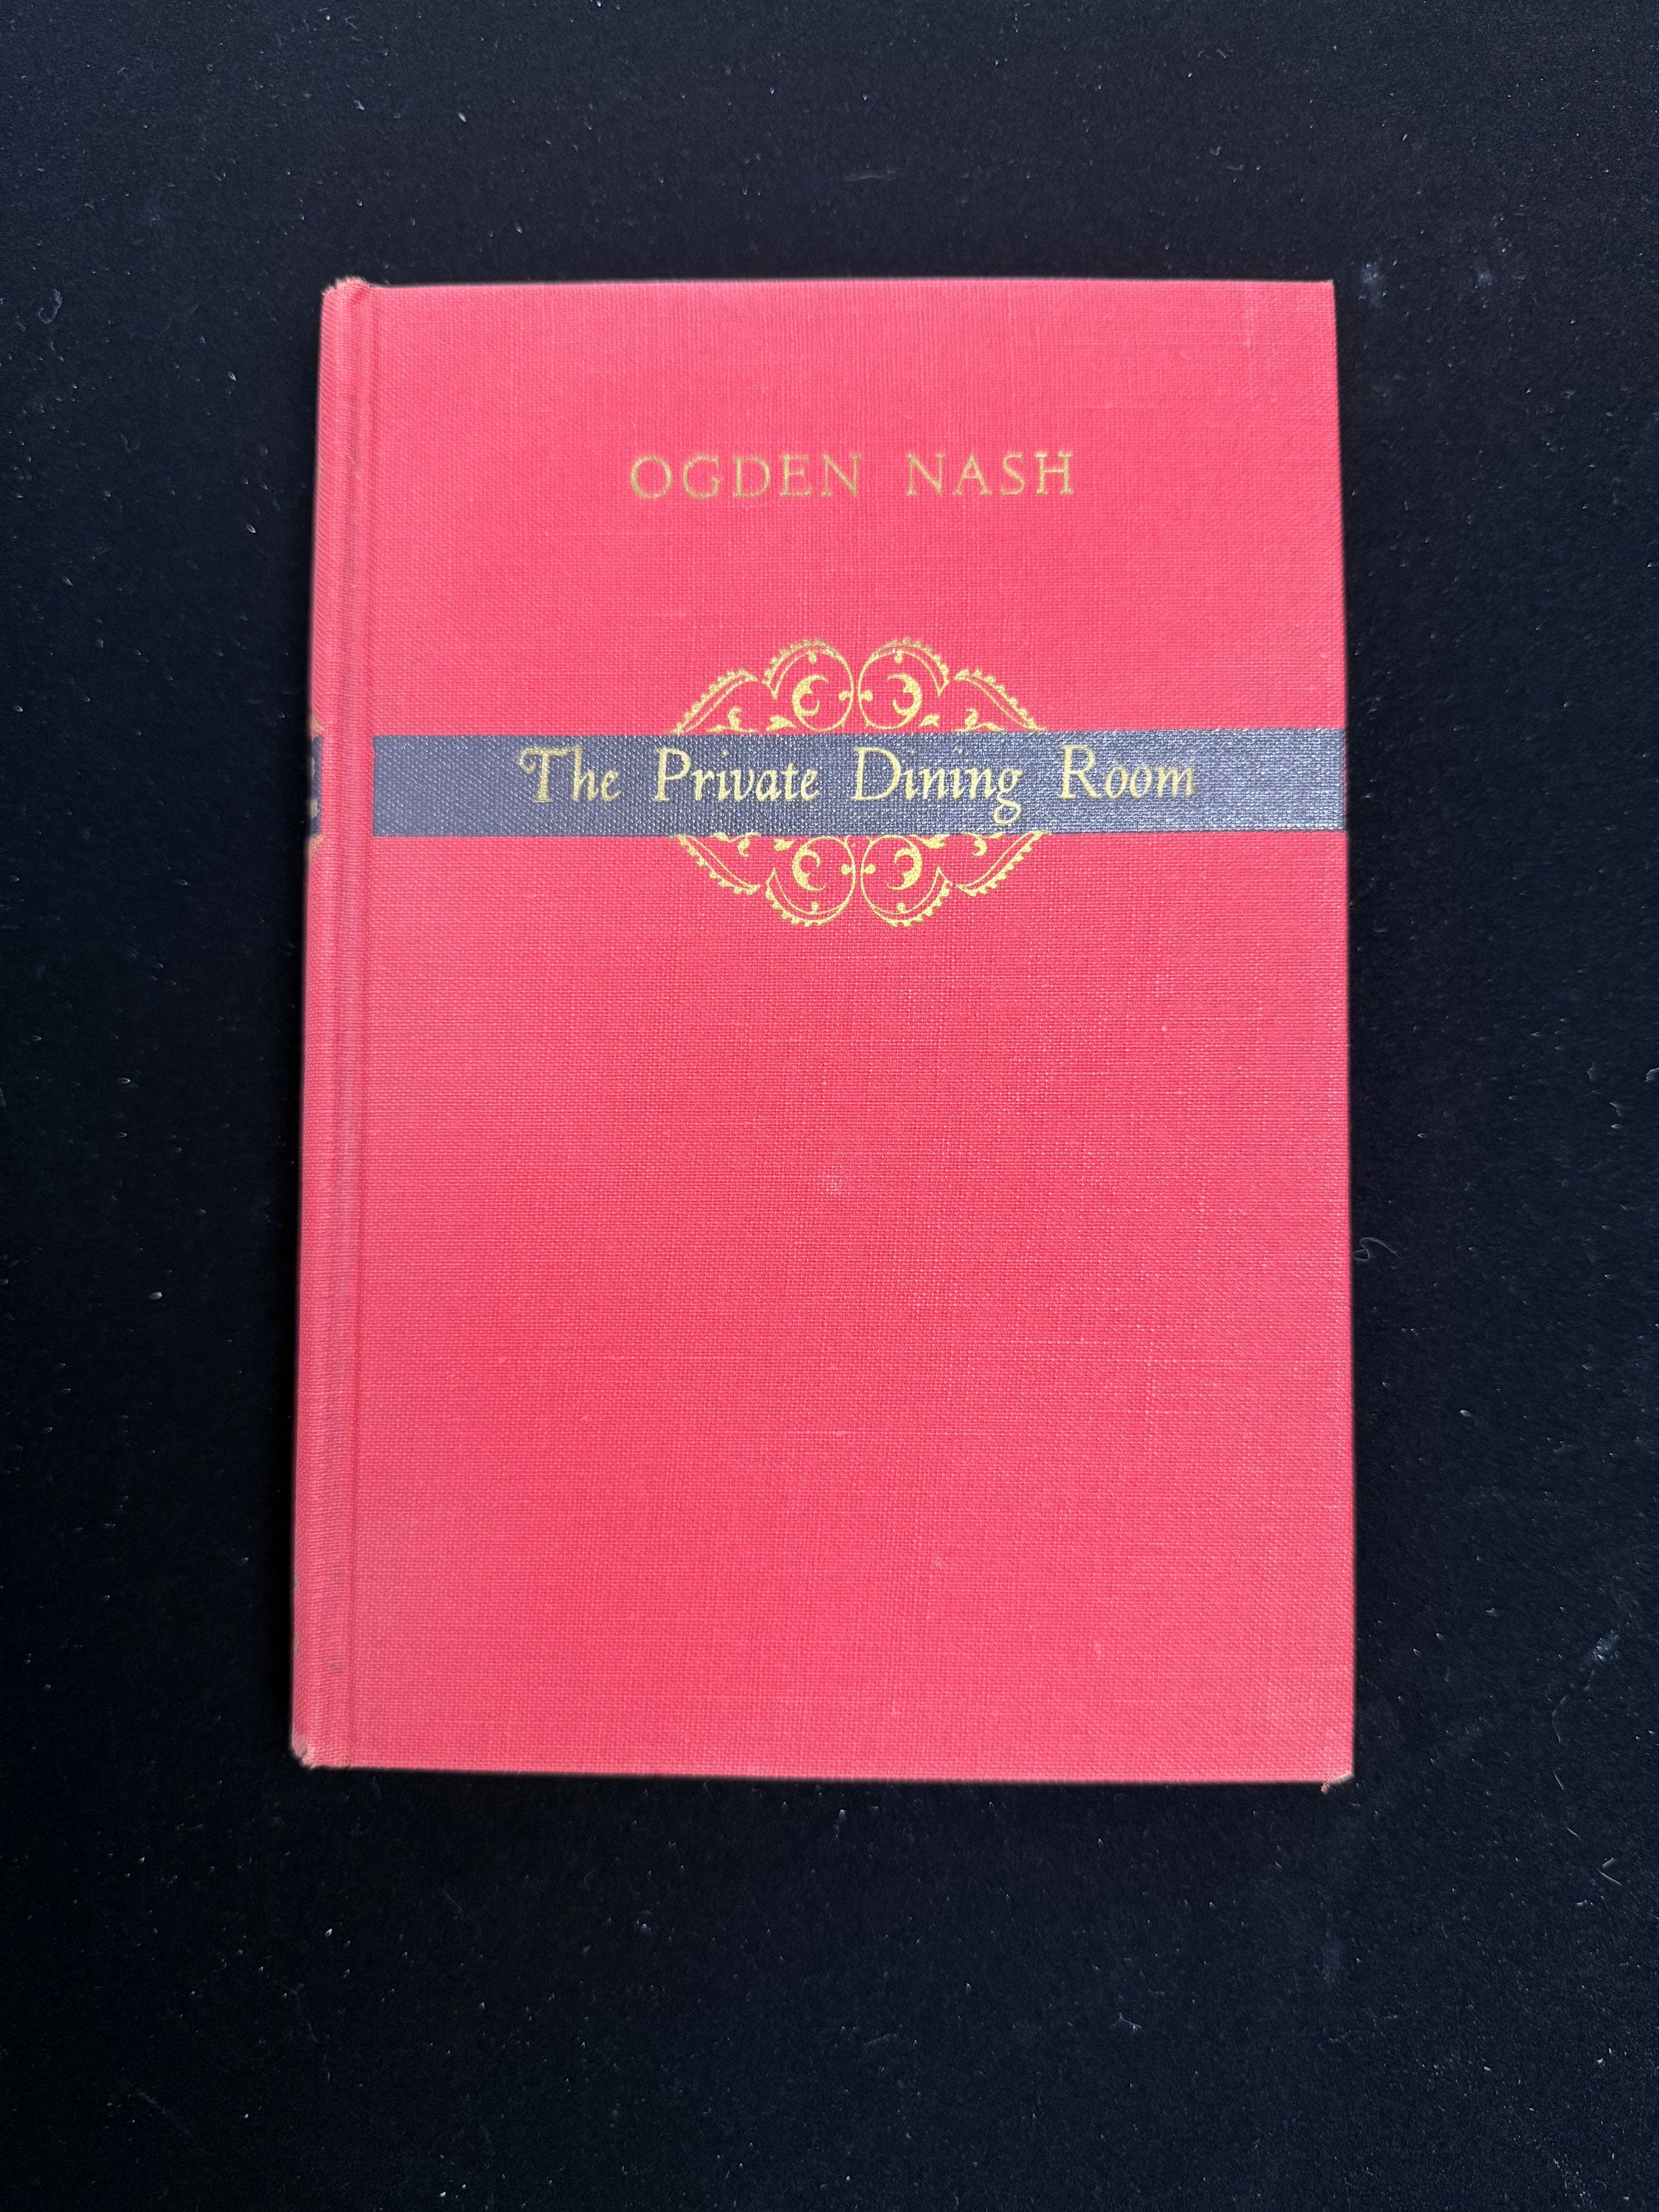 OGDEN NASH
The Private Dining Room